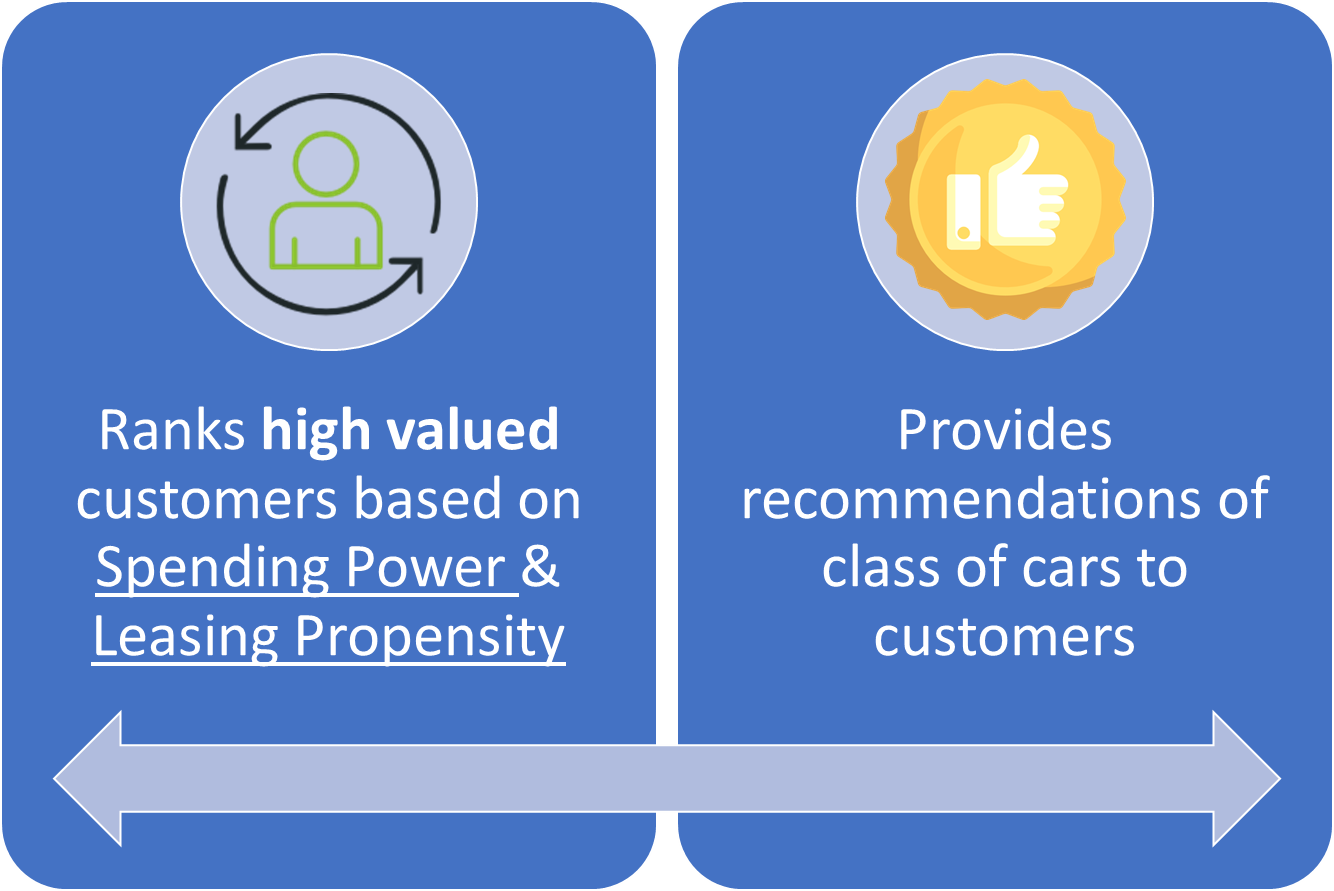 Ranks high valued
customers based on
Spending Power &
Leasing Propensity
Provides
recommendations of
class of cars to
customers